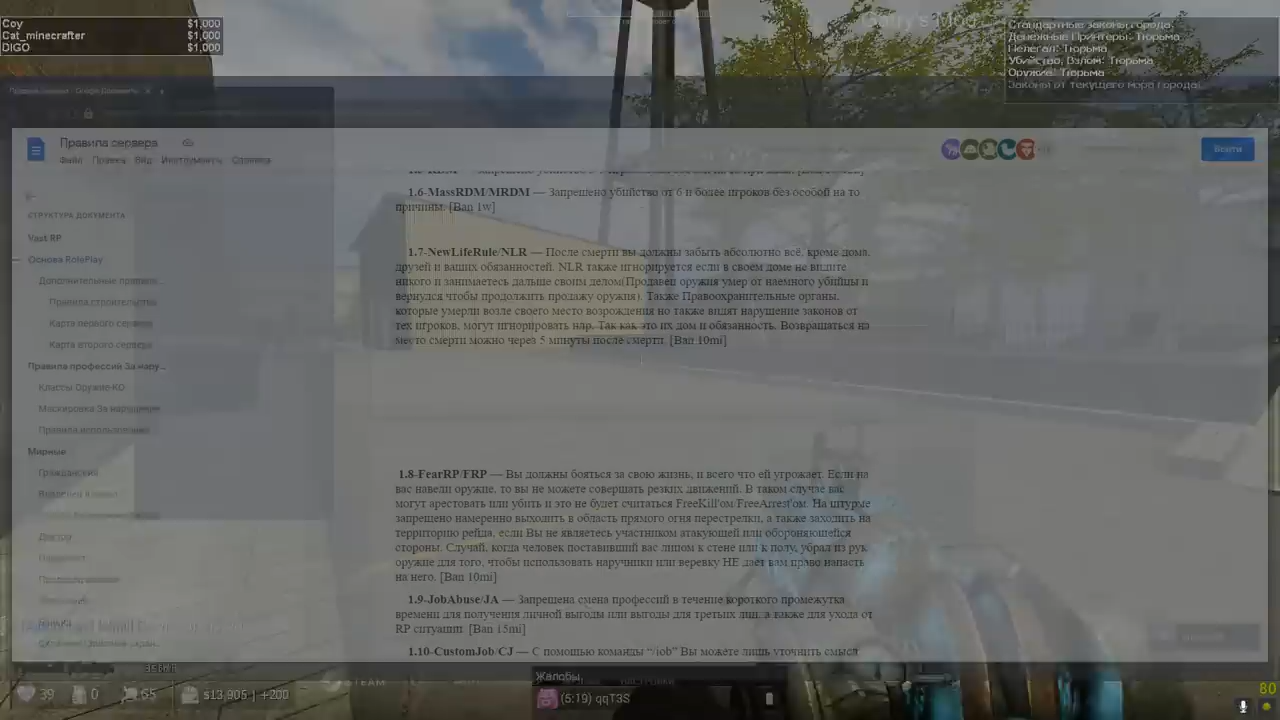 Coy $1,000
Cat_minecrafter $1,000
DIGO $1,000
Garry's Mod
Стандартные законы города.
Денежные Принтеры: Тюрьма
Нелегал: Тюрьма
Убийство, Взлом: Тюрьма
Оружие: Тюрьма
Законы от текущего мэра города:
Правила сервера
Файл Правка Вид Инструменты Справка
Войти
СТРУКТУРА ДОКУМЕНТА
Vast RP
Основа RolePlay
Дополнительные правила...
Правила строительства
Карта первого сервера
Карта второго сервера
Правила профессий За нару...
Классы Оружие-КО
Маскировка За нарушение
Правила использования
Мирные
Гражданский
Доктор
1.6-MassRDM/MRDM — Запрещено убийство от 6 и более игроков без особой на то
причины. [Ban 1w]
1.7-NewLifeRule/NLR — После смерти вы должны забыть абсолютно всё, кроме дома,
друзей и ваших обязанностей. NLR также игнорируется если в своем доме не видите
никого и занимаетесь дальше своим делом(Продавец оружия умер от наемного убийцы и
вернулся чтобы продолжить продажу оружия). Также Правоохранительные органы,
которые умерли возле своего место возрождения но также видят нарушение законов от
тех игроков, могут игнорировать нлр. Так как это их дом и обязанность. Возвращаться на
место смерти можно через 5 минуты после смерти. [Ban 10mi]
1.8-FearRP/FRP — Вы должны бояться за свою жизнь, и всего что ей угрожает. Если на
вас навели оружие, то вы не можете совершать резких движений. В таком случае вас
могут арестовать или убить и это не будет считаться FreeKill'ом/FreeArrest'ом. На штурме
запрещено намеренно выходить в область прямого огня перестрелки, а также заходить на
территорию рейда, если Вы не являетесь участником атакующей или обороняющейся
стороны. Случай, когда человек поставивший вас лицом к стене или к полу, убрал из рук
оружие для того, чтобы использовать наручники или веревку НЕ даёт вам право напасть
на него. [Ban 10mi]
1.9-JobAbuse/JA — Запрещена смена профессий в течение короткого промежутка
времени для получения личной выгоды или выгоды для третьих лиц, а также для ухода от
RP ситуации. [Ban 15mi]
1.10-CustomJob/CJ — С помощью команды “/job” Вы можете лишь уточнить смысл
39 0 65 $13,905 | +200
Жалобы
(5:19) qqT3S
80